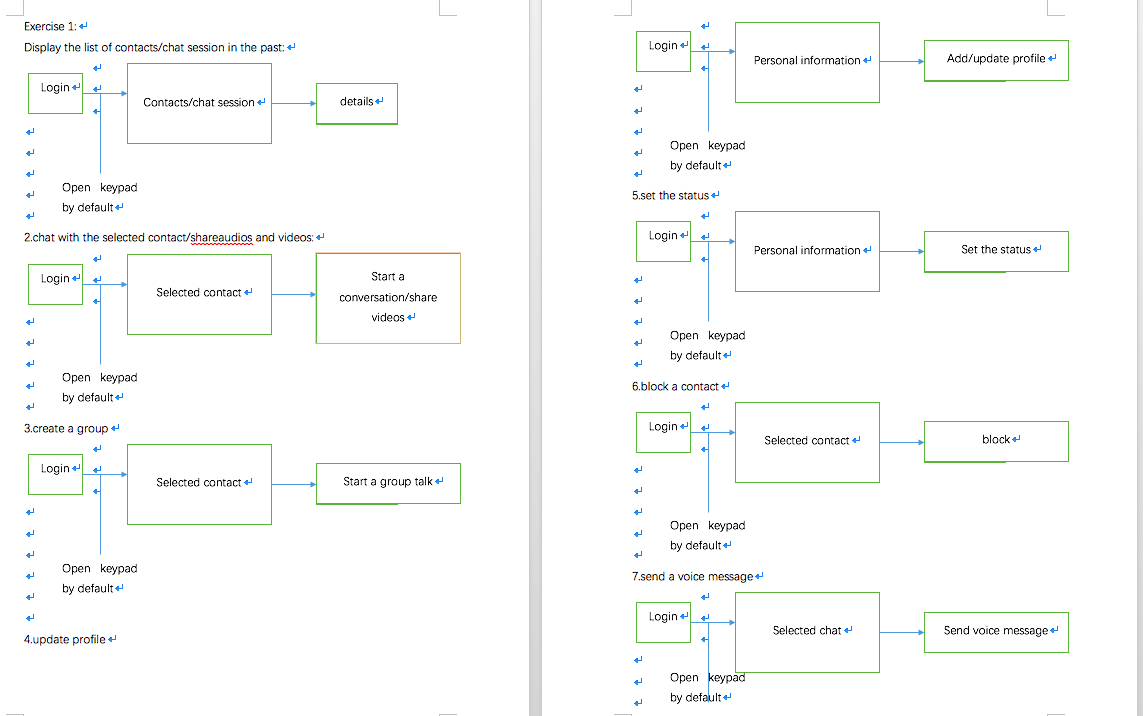 Exercise 1:
Display the list of contacts/chat session in the past:
Login
Contacts/chat session
details
Open keypad
by default
2.chat with the selected contact/shareaudios and videos:
Login
Selected contact
Start a
conversation/share
videos
Open keypad
by default
3.create a group
Login
Selected contact
Start a group talk
Open keypad
by default
4.update profile
Login
Personal information
Add/update profile
Open keypad
by default
5.set the status
Login
Personal information
Set the status
Open keypad
by default
6.block a contact
Login
Selected contact
block
Open keypad
by default
7.send a voice message
Login
Selected chat
Send voice message
Open keypad
by default